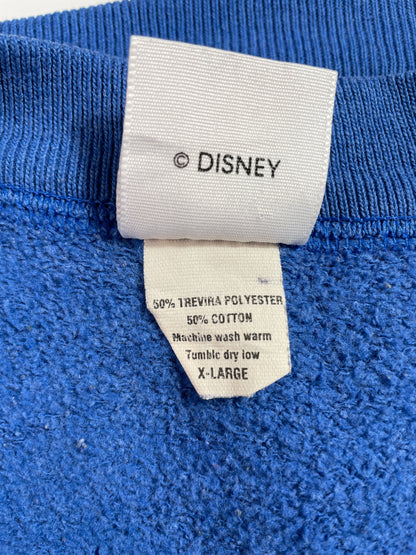 © DISNEY
50% TREVIRA POLYESTER
50% COTTON
Machine wash warm
Tumble dry low
X-LARGE